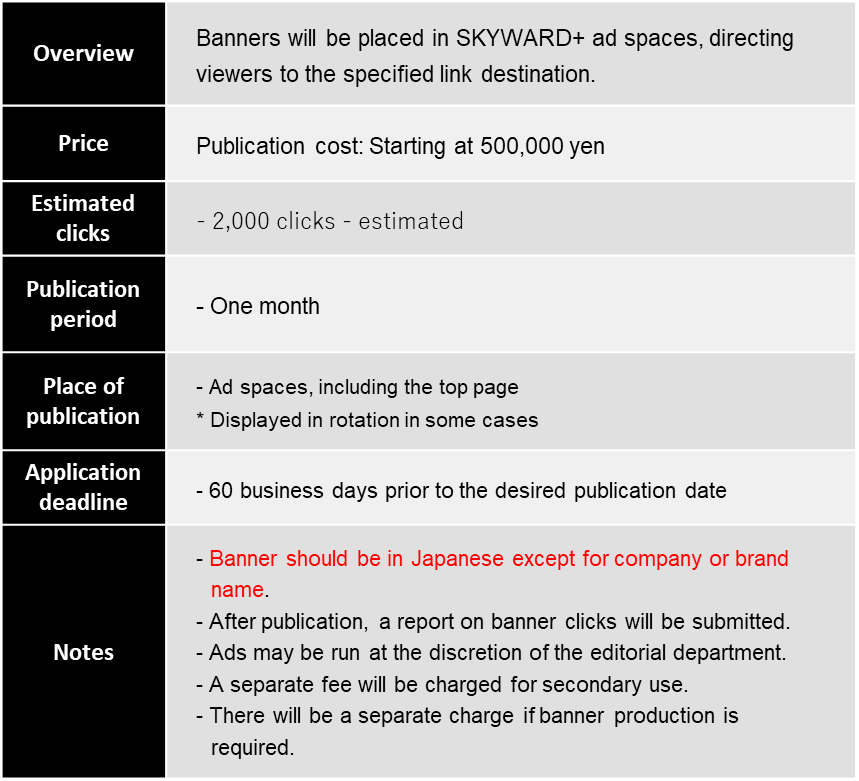 Overview
Banners will be placed in SKYWARD+ ad spaces, directing
viewers to the specified link destination.
Price
Publication cost: Starting at 500,000 yen
Estimated
clicks
- 2,000 clicks - estimated
Publication
period
- One month
Place of
publication
- Ad spaces, including the top page
* Displayed in rotation in some cases
Application
deadline
- 60 business days prior to the desired publication date
Notes
- Banner should be in Japanese except for company or brand
name.
- After publication, a report on banner clicks will be submitted.
- Ads may be run at the discretion of the editorial department.
- A separate fee will be charged for secondary use.
- There will be a separate charge if banner production is
required.